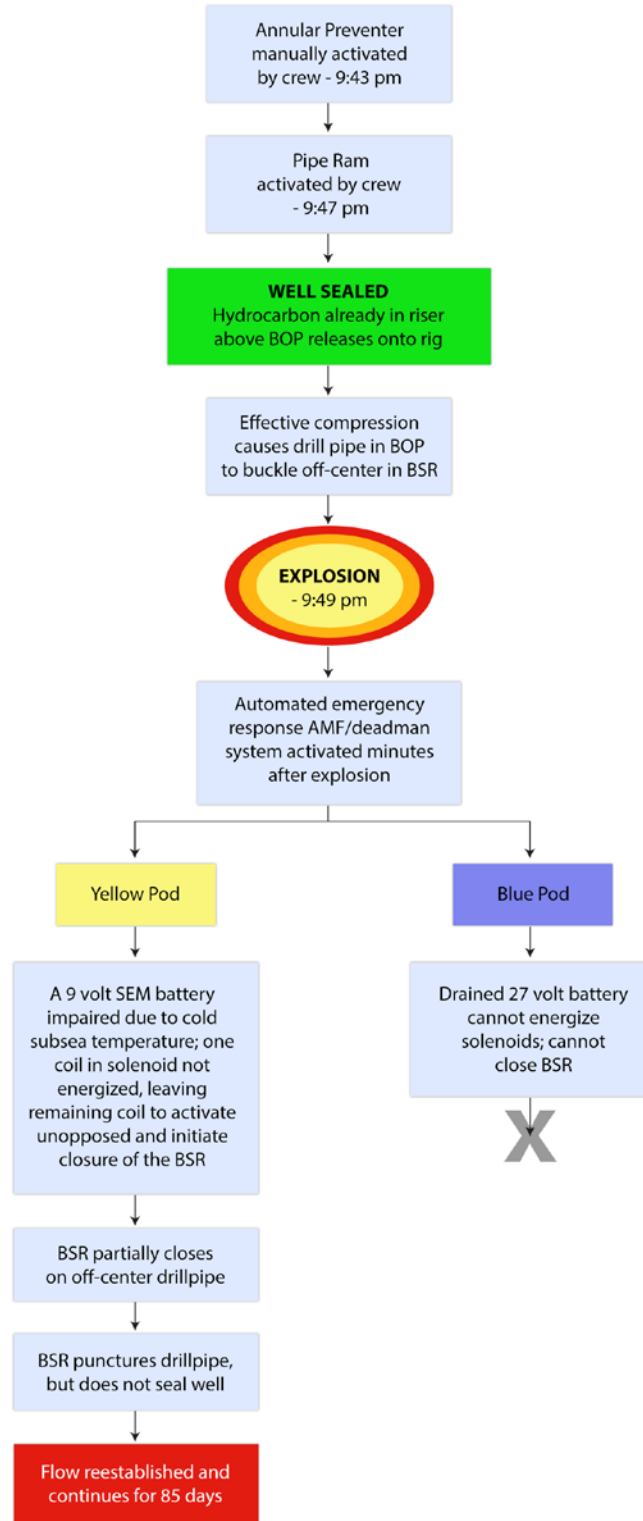 Annular Preventer
manually activated
by crew - 9:43 pm
Pipe Ram
activated by crew
- 9:47 pm
WELL SEALED
Hydrocarbon already in riser
above BOP releases onto rig
Effective compression
causes drill pipe in BOP
to buckle off-center in BSR
EXPLOSION
- 9:49 pm
Automated emergency
response AMF/deadman
system activated minutes
after explosion
Yellow Pod
Blue Pod
A 9 volt SEM battery
impaired due to cold
subsea temperature; one
coil in solenoid not
energized, leaving
remaining coil to activate
unopposed and initiate
closure of the BSR
Drained 27 volt battery
cannot energize
solenoids; cannot
close BSR
X
BSR partially closes
on off-center drillpipe
BSR punctures drillpipe,
but does not seal well
Flow reestablished and
continues for 85 days